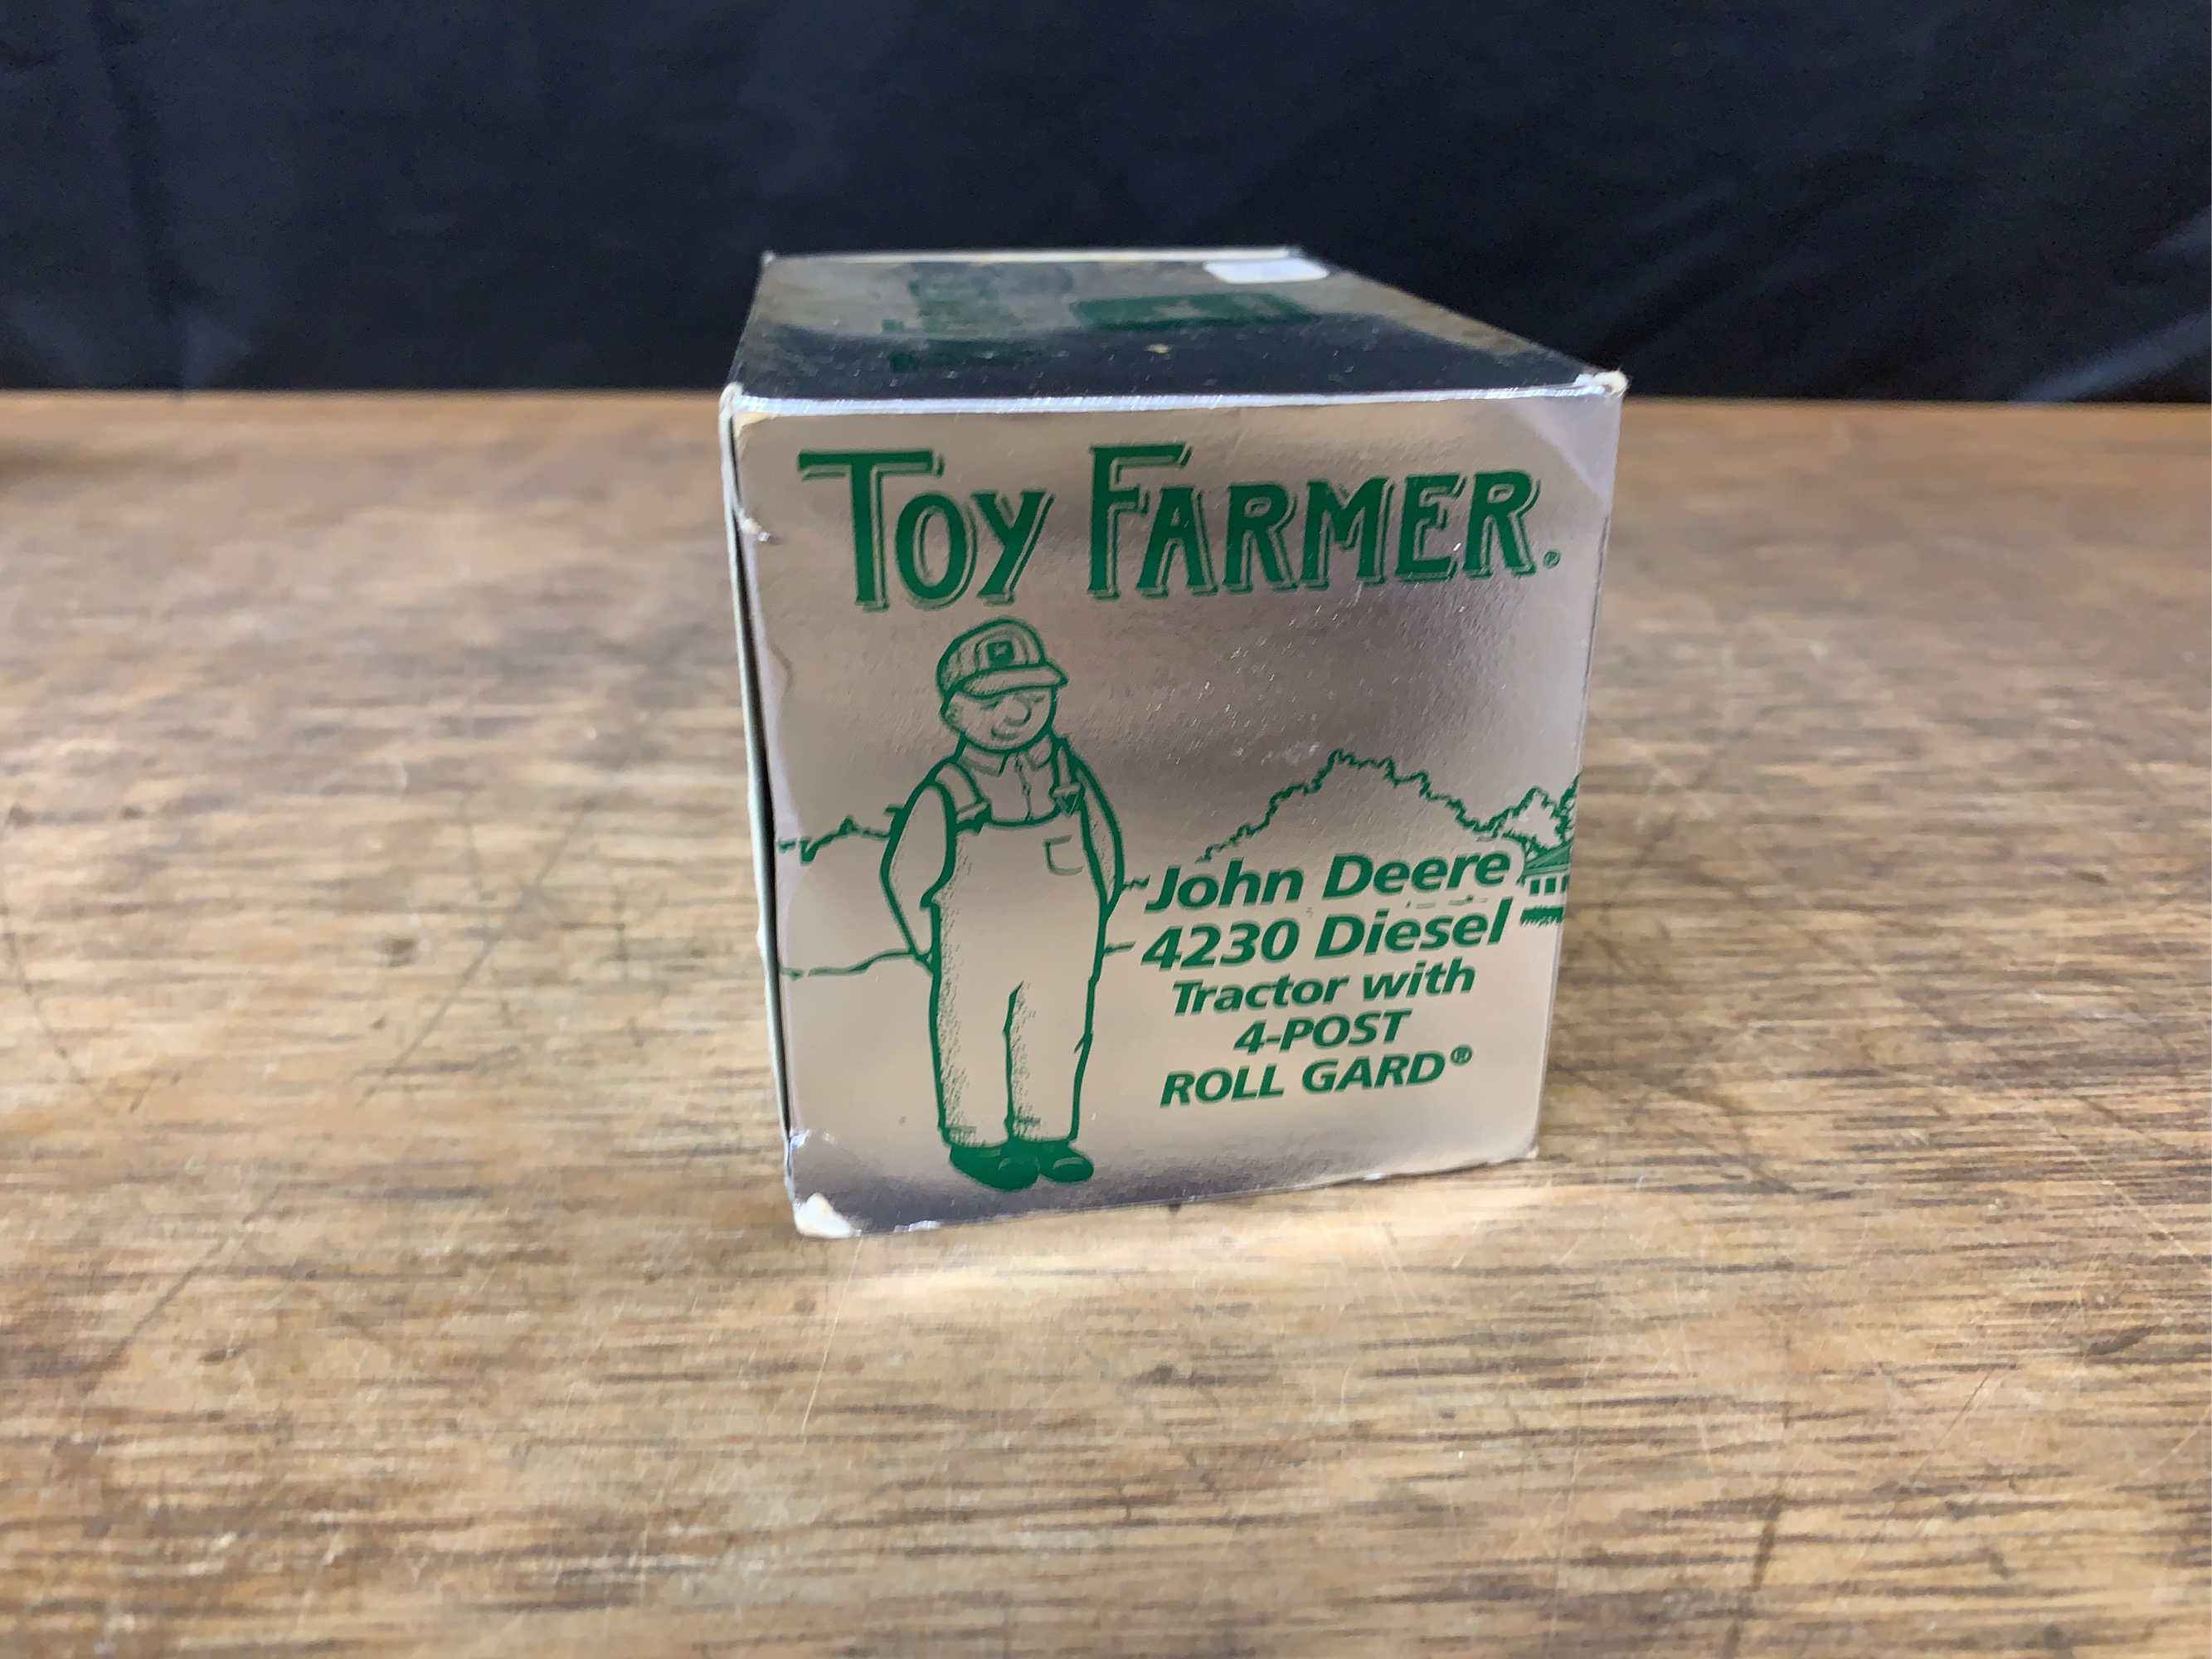 TOY FARMER®
John Deere
4230 Diesel
Tractor with
4-POST
ROLL GARD®